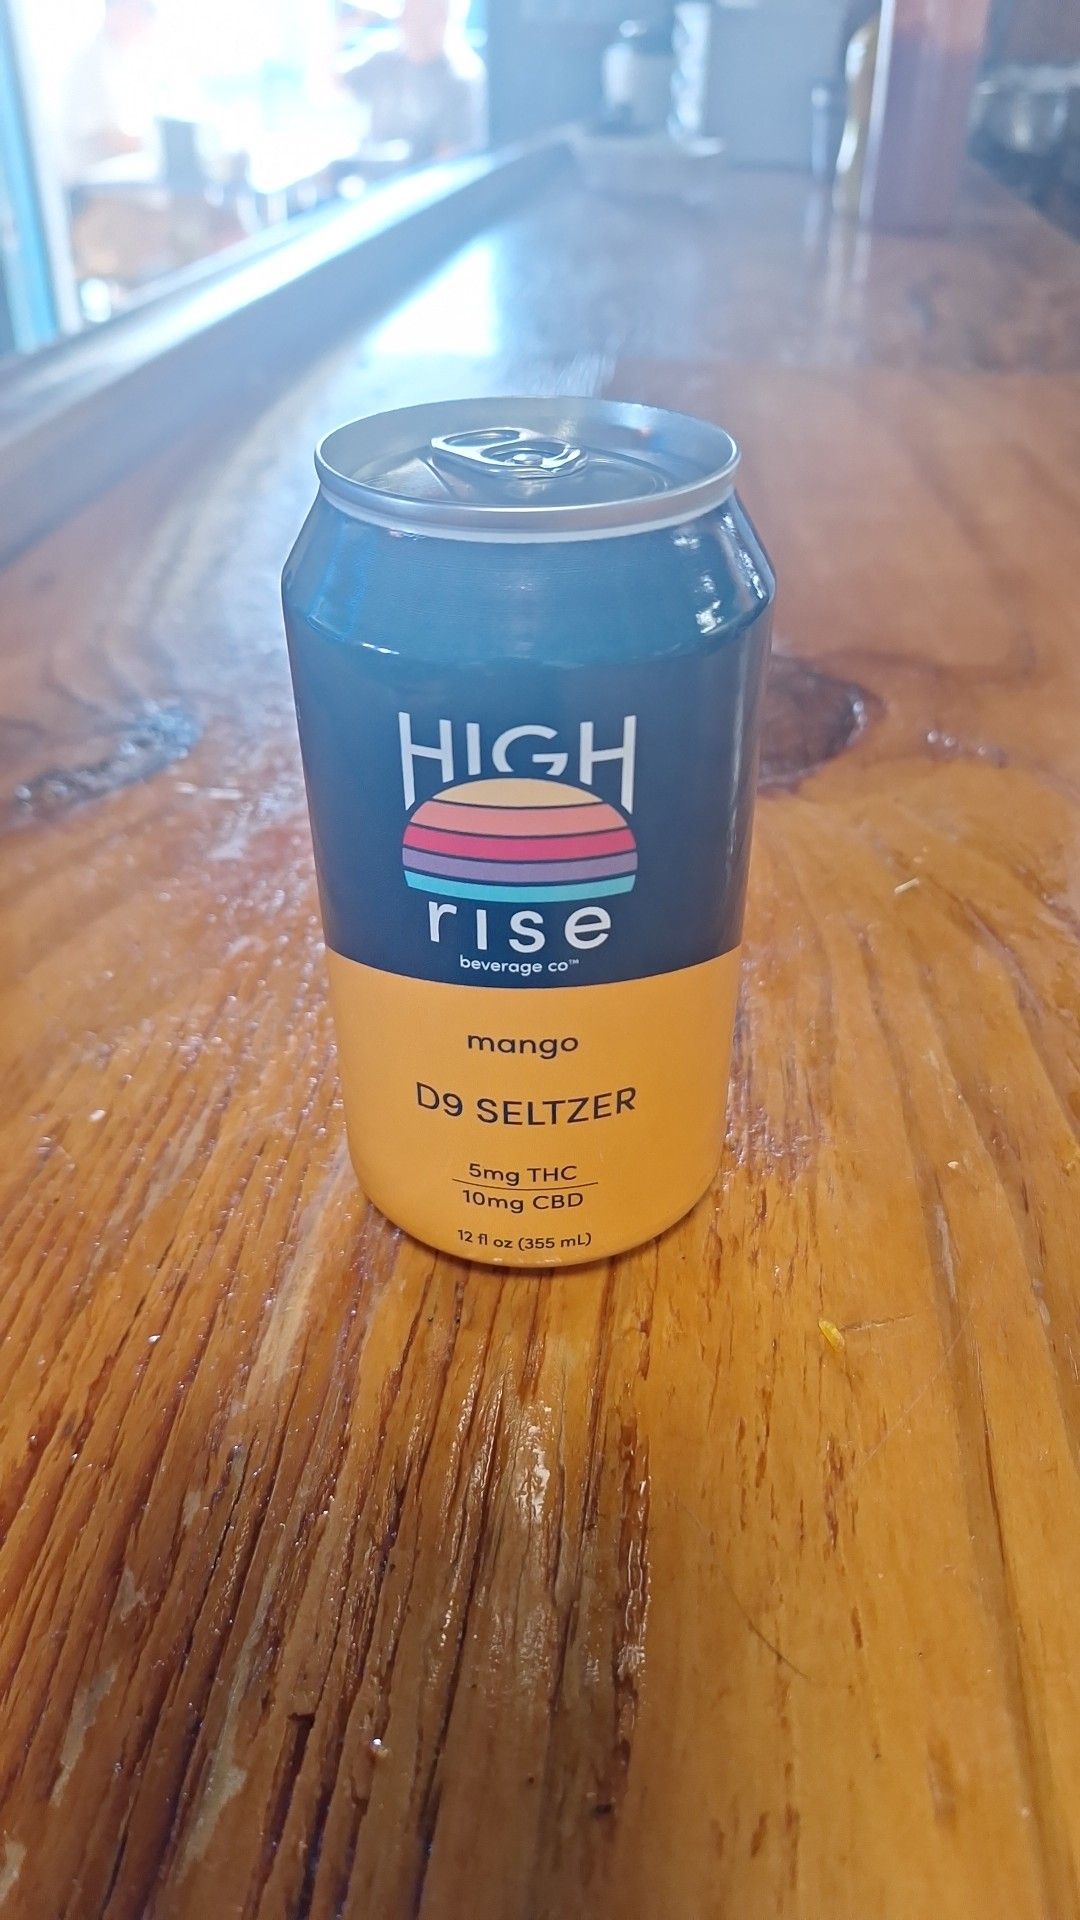 HIGH
rise
beverage co™
mango
D9 SELTZER
5mg THC
10mg CBD
12 fl oz (355 mL)